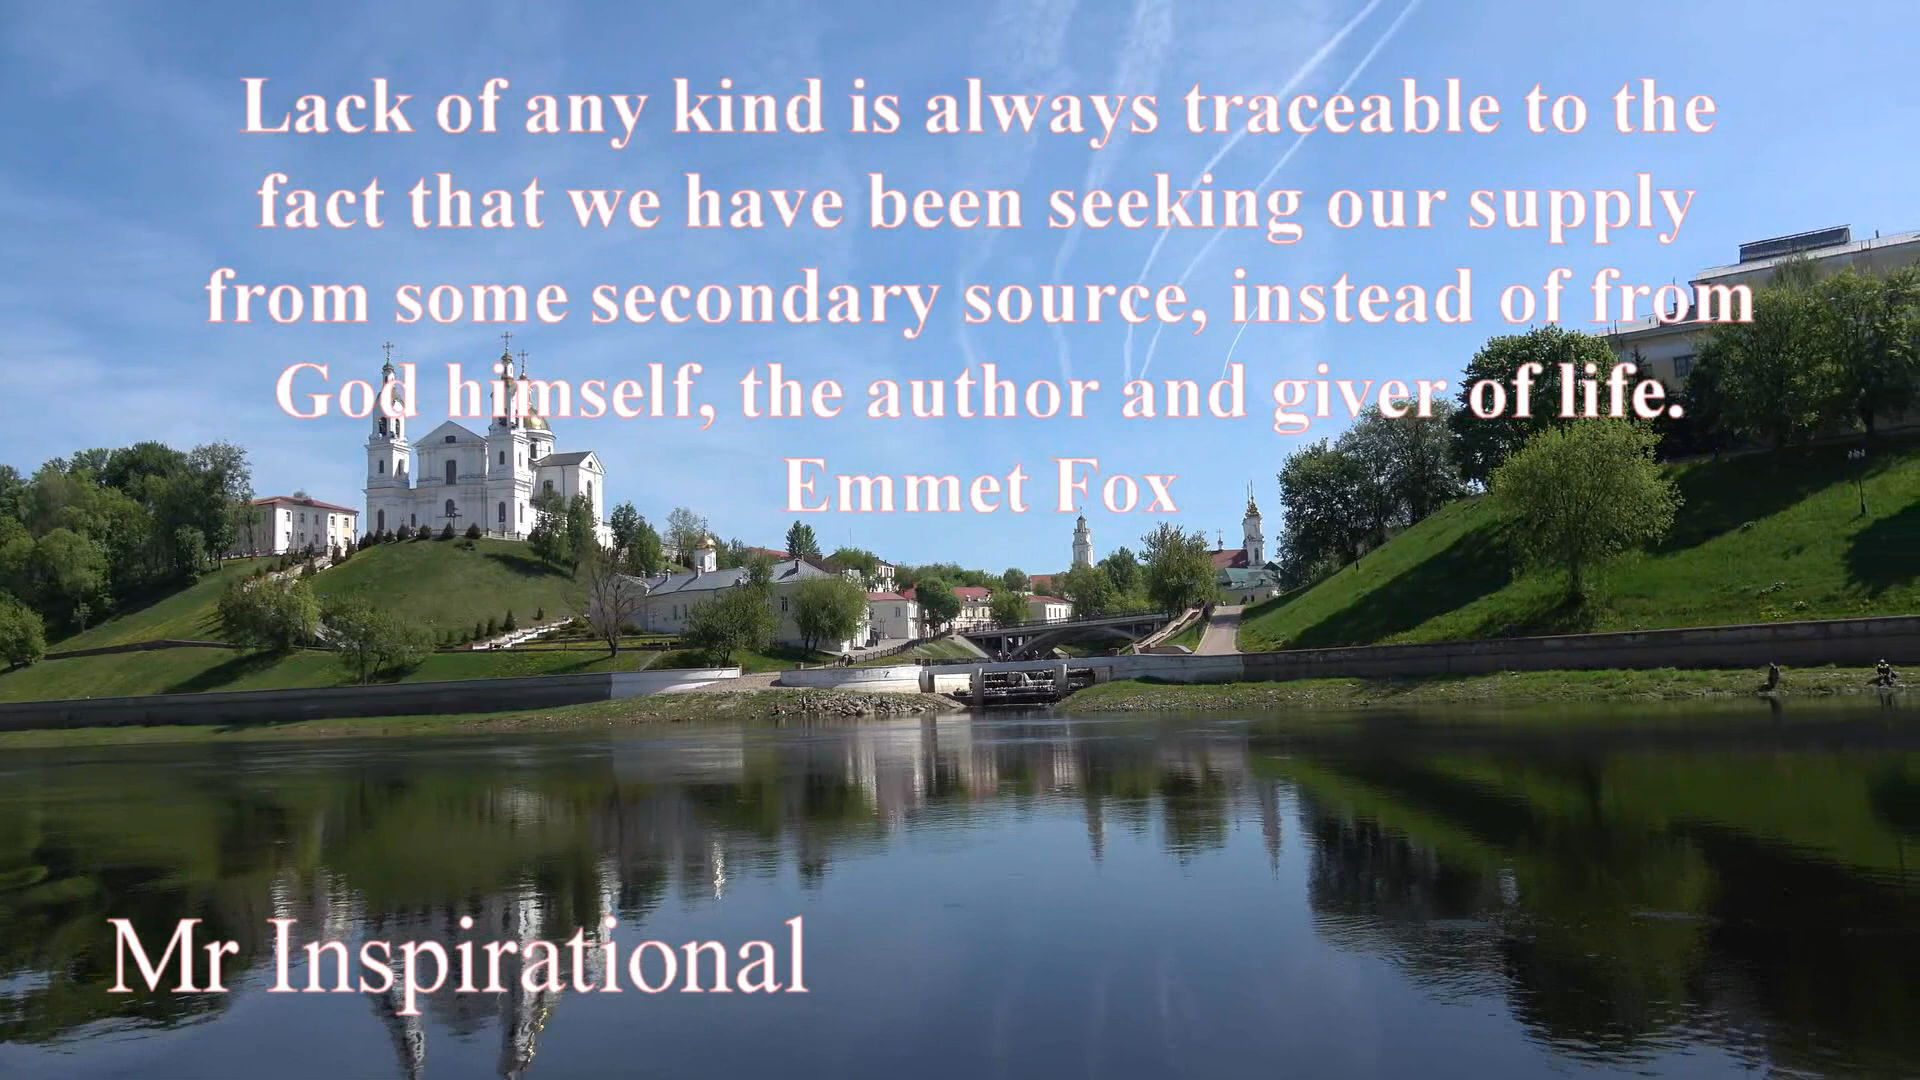 Lack of any kind is always traceable to the
fact that we have been seeking our supply
from some secondary source, instead of from
God himself, the author and giver of life.
Emmet Fox
Mr Inspirational